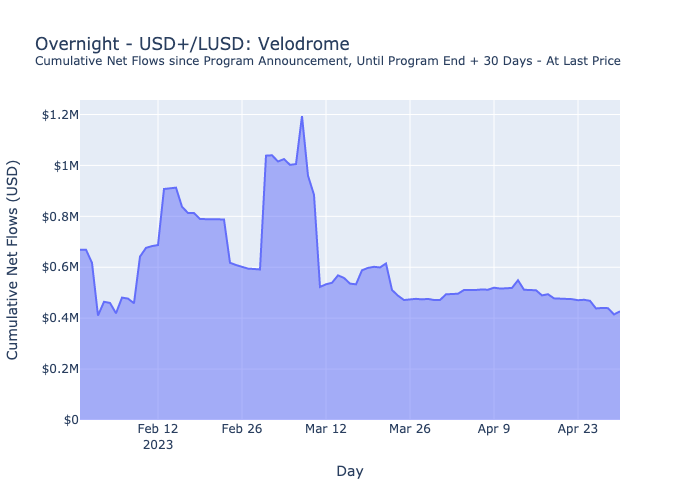 Overnight - USD+/LUSD: Velodrome
Cumulative Net Flows since Program Announcement, Until Program End + 30 Days - At Last Price
$1.2M
$1M
$0.8M
$0.6M
$0.4M
$0.2M
$0
Cumulative Net Flows (USD)
Feb 12
2023
Feb 26
Mar 12
Mar 26
Apr 9
Apr 23
Day